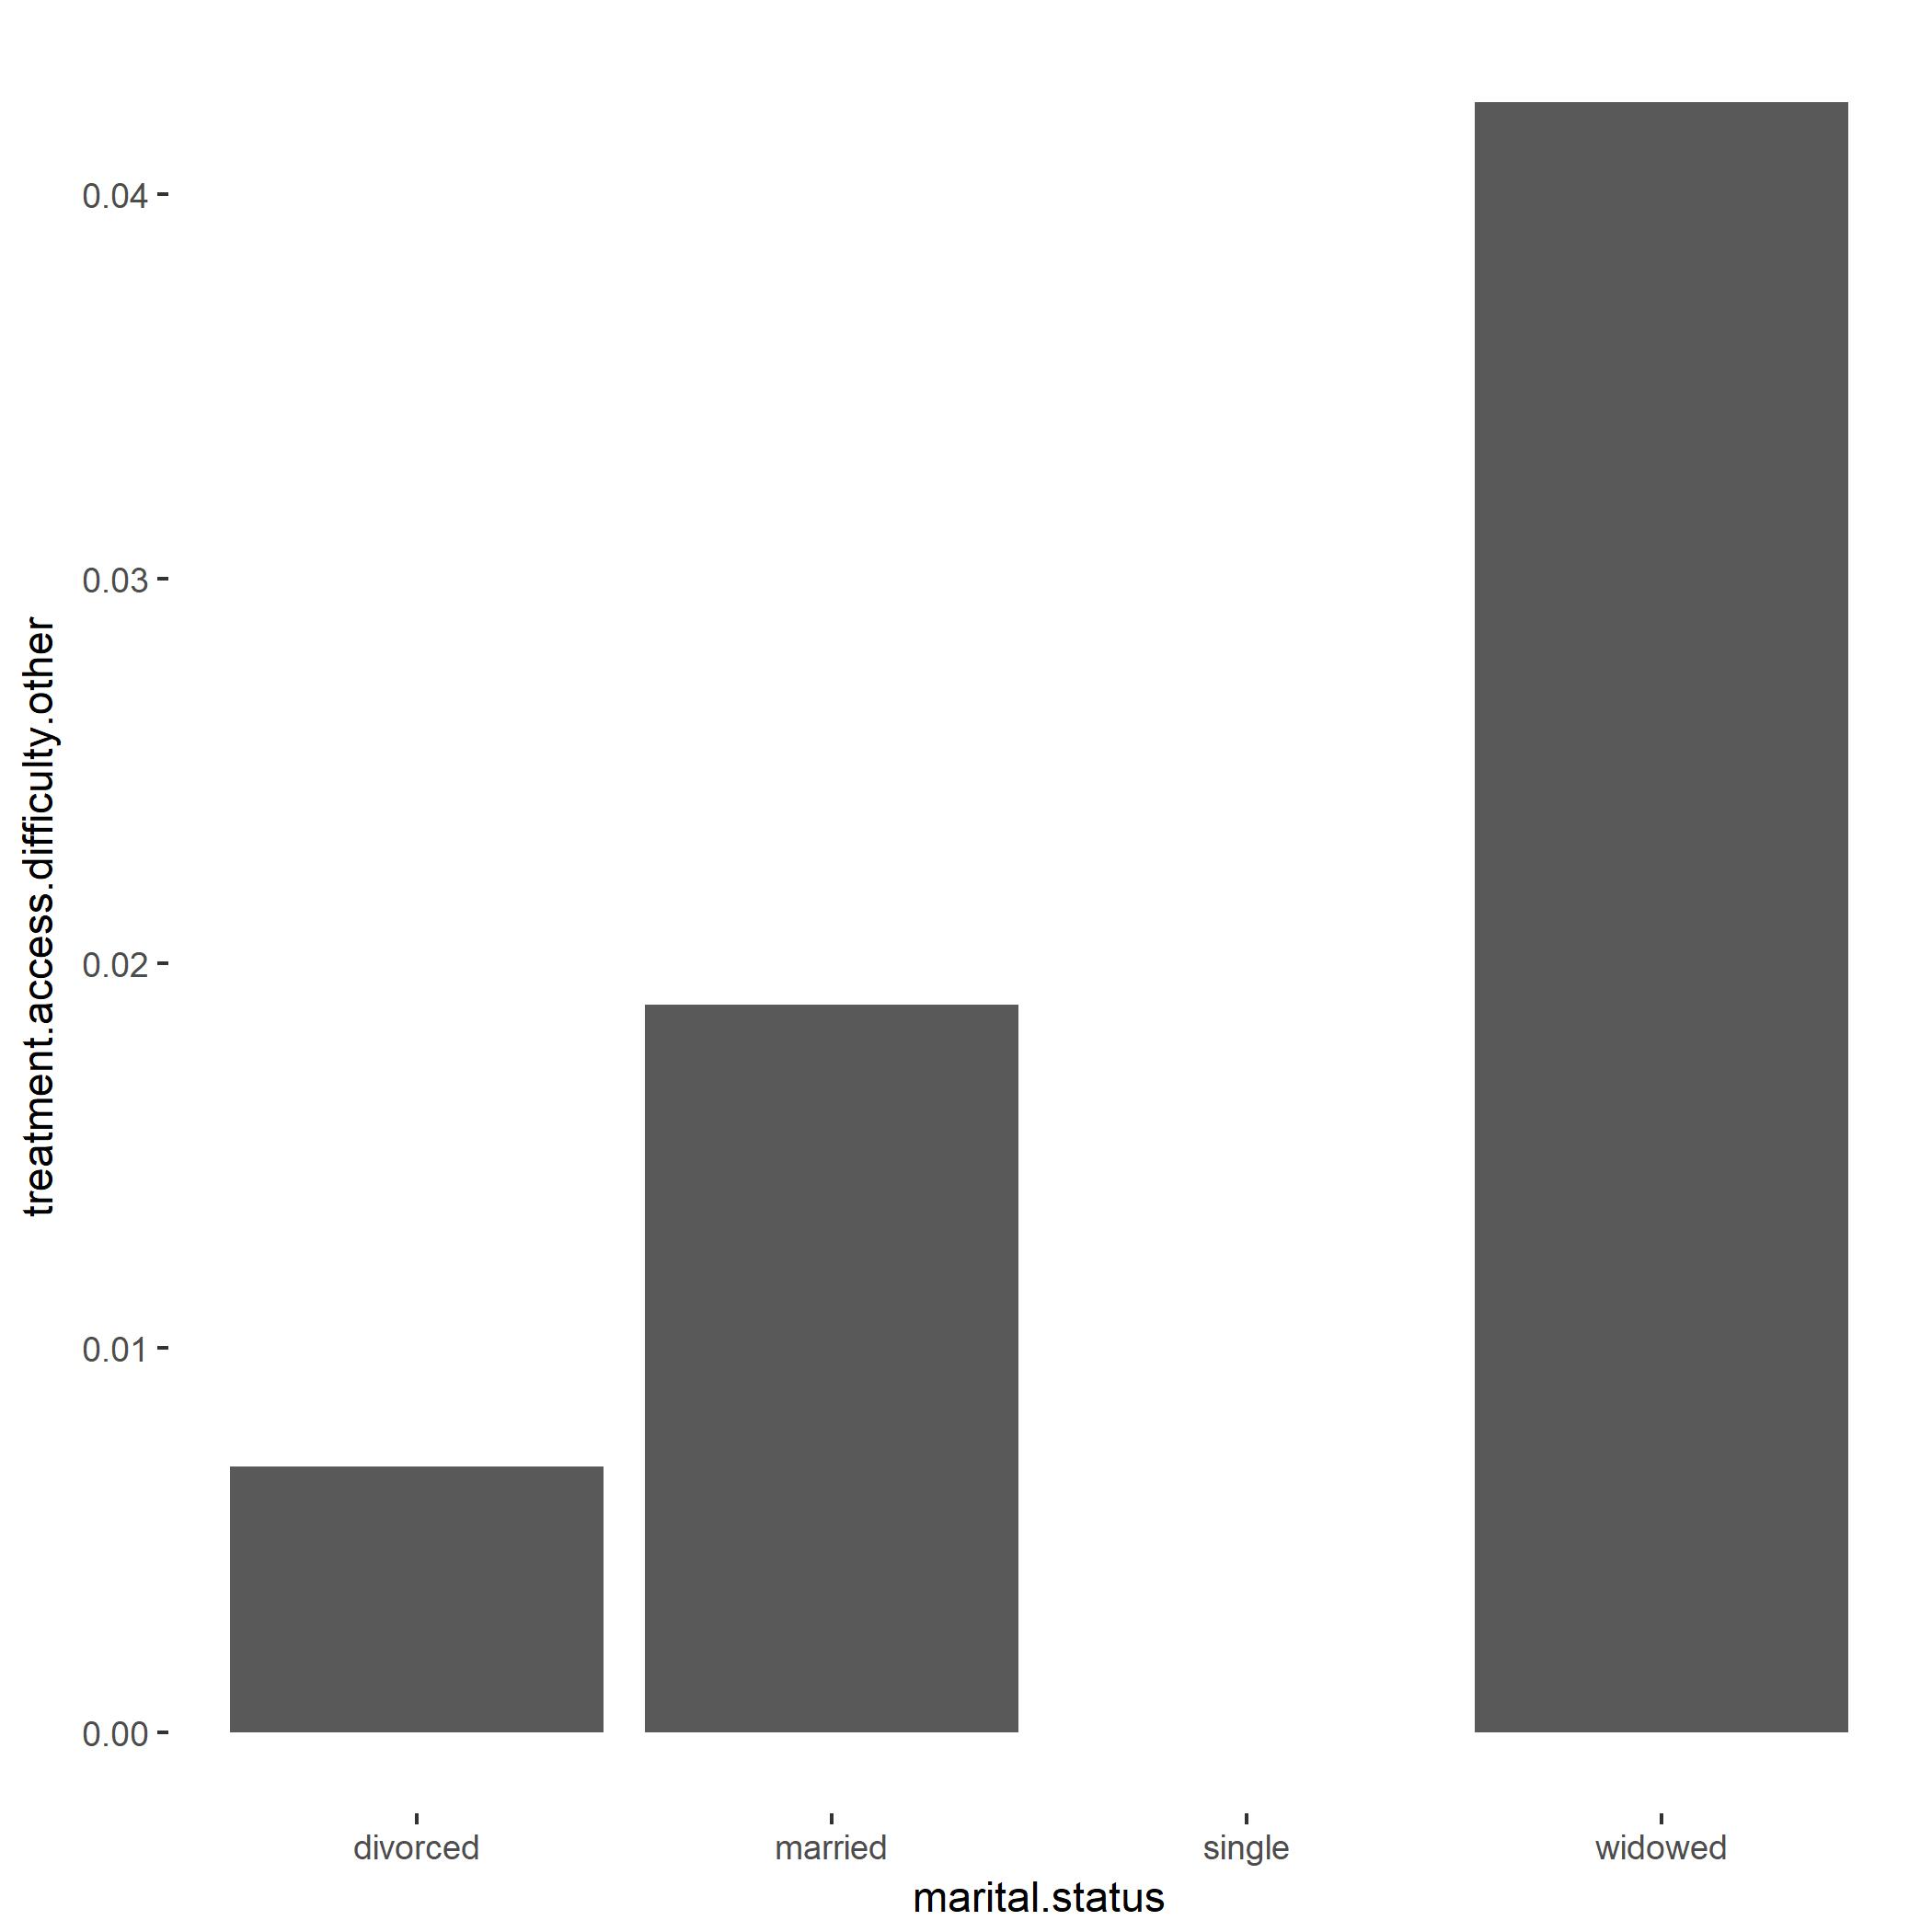 treatment.access.difficulty.other
0.04
0.03
0.02
0.01
0.00
divorced married single widowed
marital.status